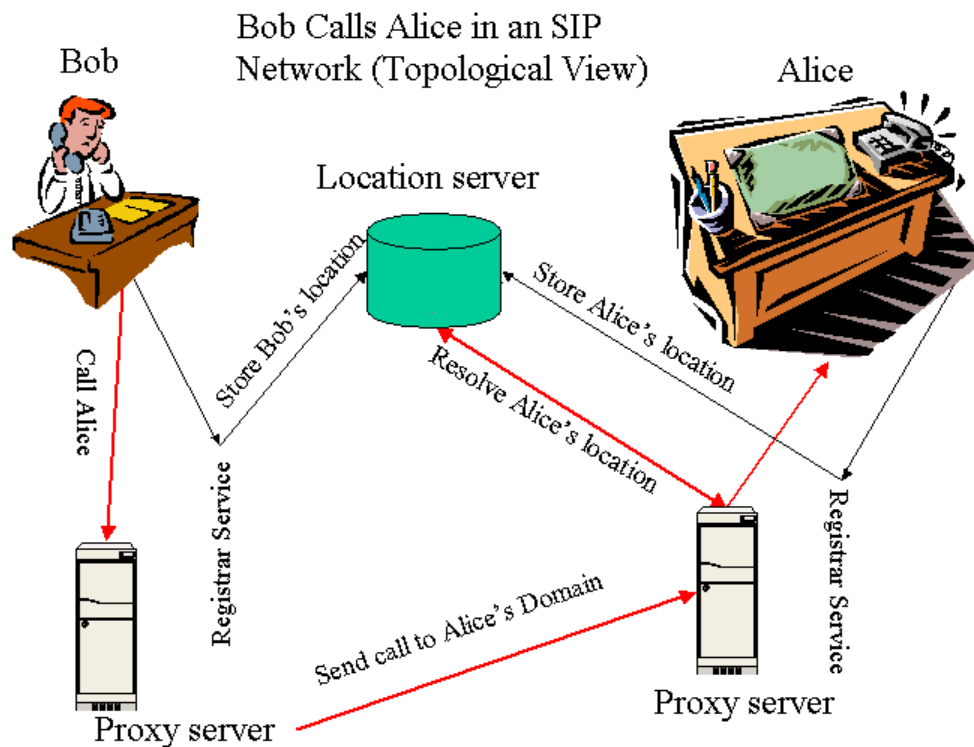 Bob Calls Alice in an SIP
Network (Topological View)
Bob
Alice
Location server
Store Bob's location
Store Alice's location
Call Alice
Resolve Alice's location
Registrar Service
Registrar Service
Send call to Alice's Domain
Proxy server
Proxy server